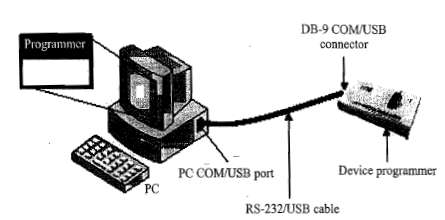 DB-9 COM/USB
connector
Programmer
Device programmer
PC COM/USB port
PC
RS-232/USB cable